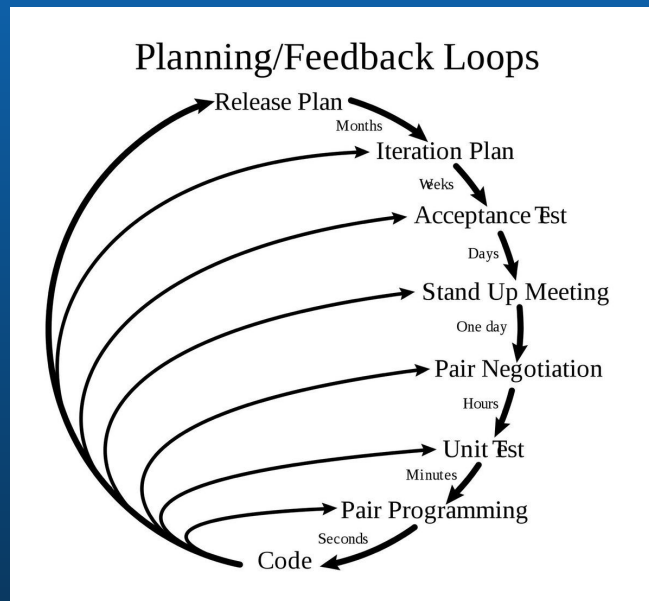 Planning/Feedback Loops
Release Plan
Months
Iteration Plan
Weeks
Acceptance Test
Days
Stand Up Meeting
One day
Pair Negotiation
Hours
Unit Test
Minutes
Pair Programming
Seconds
Code